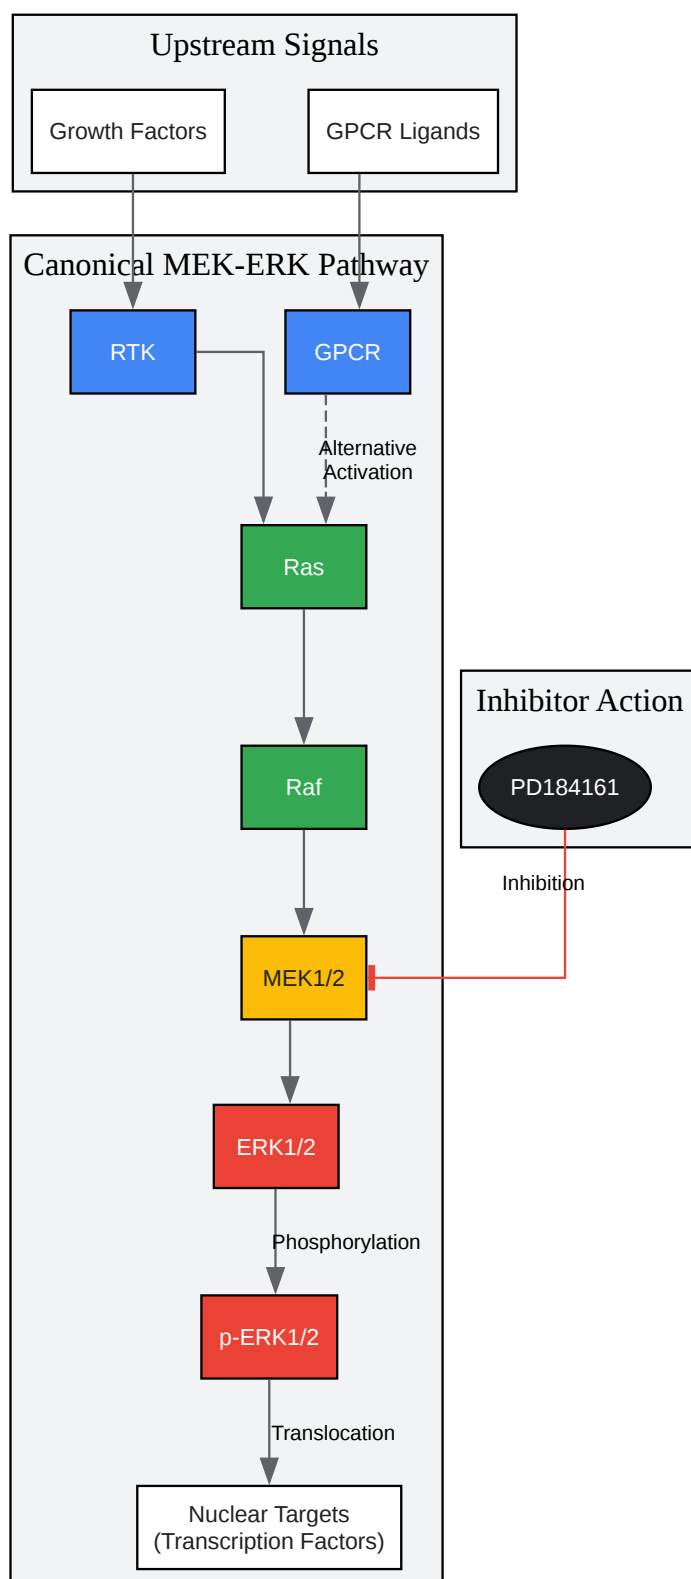 Upstream Signals
Growth Factors
GPCR Ligands
Canonical MEK-ERK Pathway
RTK
GPCR
Alternative
Activation
Ras
Inhibitor Action
Raf
PD184161
Inhibition
MEK1/2
ERK1/2
Phosphorylation
p-ERK1/2
Translocation
Nuclear Targets
(Transcription Factors)